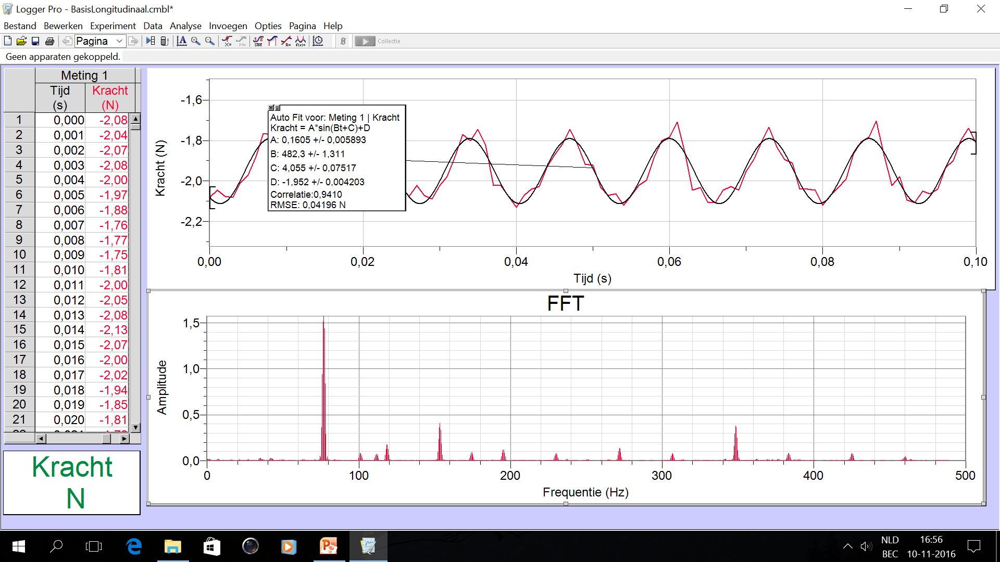 Logger Pro - BasisLongitudinaal.cmbl*
Bestand Bewerken Experiment Data Analyse Invoegen Opties Pagina Help
Pagina
Collectie
Geen apparaten gekoppeld.
Meting 1
Tijd (s) Kracht (N)
1 0,000 -2,08
2 0,001 -2,04
3 0,002 -2,07
4 0,003 -2,08
5 0,004 -2,00
6 0,005 -1,97
7 0,006 -1,88
8 0,007 -1,76
9 0,008 -1,77
10 0,009 -1,75
11 0,010 -1,81
12 0,011 -2,00
13 0,012 -2,05
14 0,013 -2,08
15 0,014 -2,13
16 0,015 -2,07
17 0,016 -2,00
18 0,017 -2,02
19 0,018 -1,94
20 0,019 -1,85
21 0,020 -1,81
Kracht
N
Kracht (N)
-1,6
-1,8
-2,0
-2,2
Auto Fit voor: Meting 1 | Kracht
Kracht = A*sin(Bt+C)+D
A: 0,1605 +/- 0,005893
B: 482,3 +/- 1,311
C: 4,055 +/- 0,07517
D: -1,952 +/- 0,004203
Correlatie:0,9410
RMSE: 0,04196 N
0,00 0,02 0,04 0,06 0,08 0,10
Tijd (s)
FFT
Amplitude
1,5
1,0
0,5
0,0
0 100 200 300 400 500
Frequentie (Hz)
NLD
BEC
16:56
10-11-2016